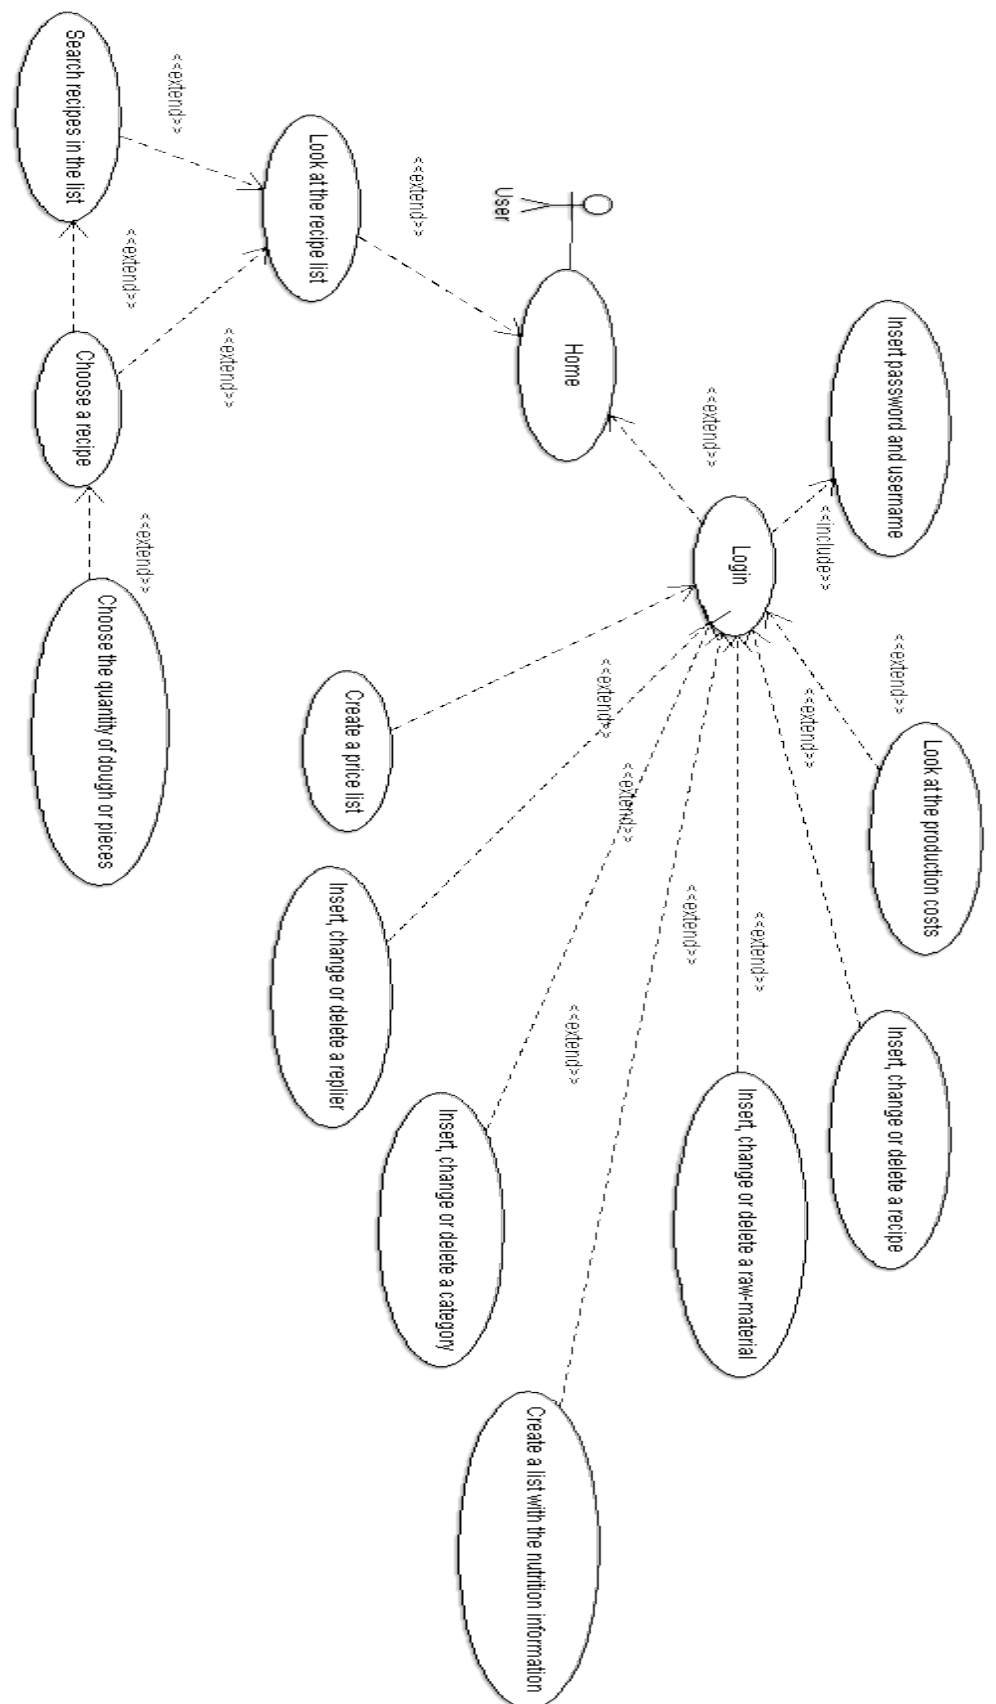 Look at the production costs
Insert password and username
<<extend>>
Insert, change or delete a recipe
<<include>>
<<extend>>
<<extend>>
Insert, change or delete a raw-material
Login
<<extend>>
<<extend>>
<<extend>>
<<extend>>
Home
<<extend>>
Create a list with the nutrition information
User
Insert, change or delete a category
<<extend>>
Create a price list
Insert, change or delete a replier
Look at the recipe list
<<extend>>
<<extend>>
<<extend>>
<<extend>>
Choose the quantity of dough or pieces
Choose a recipe
Search recipes in the list